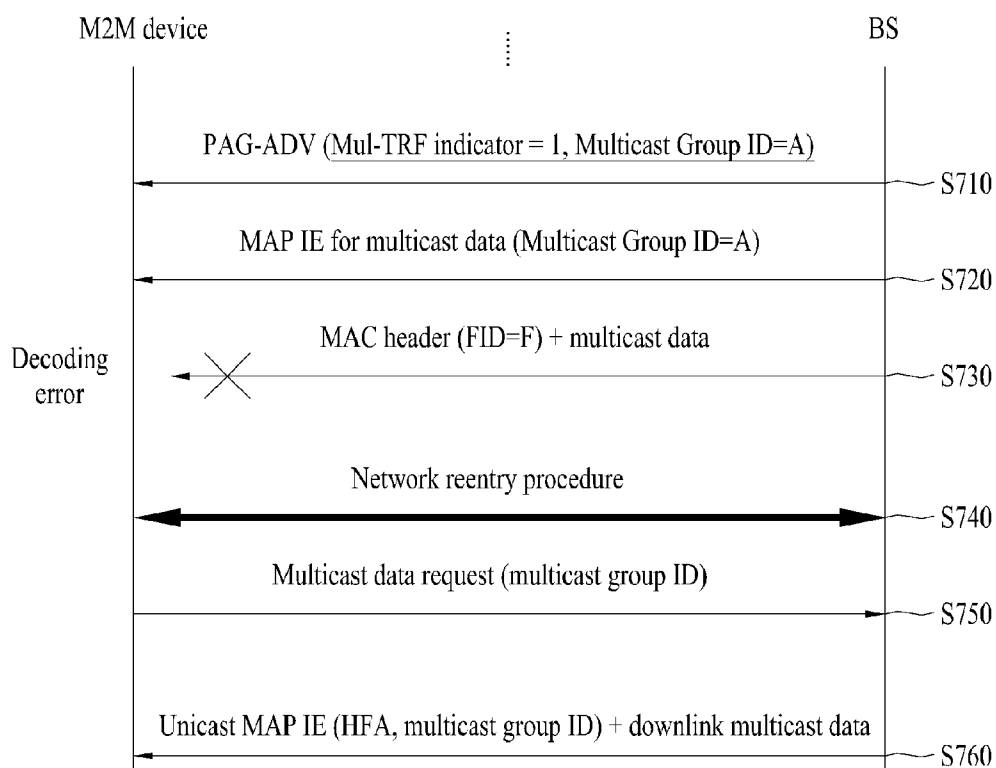 M2M device
BS
PAG-ADV (Mul-TRF indicator = 1, Multicast Group ID=A)
S710
MAP IE for multicast data (Multicast Group ID=A)
S720
MAC header (FID=F) + multicast data
S730
Decoding
error
Network reentry procedure
S740
Multicast data request (multicast group ID)
S750
Unicast MAP IE (HFA, multicast group ID) + downlink multicast data
S760